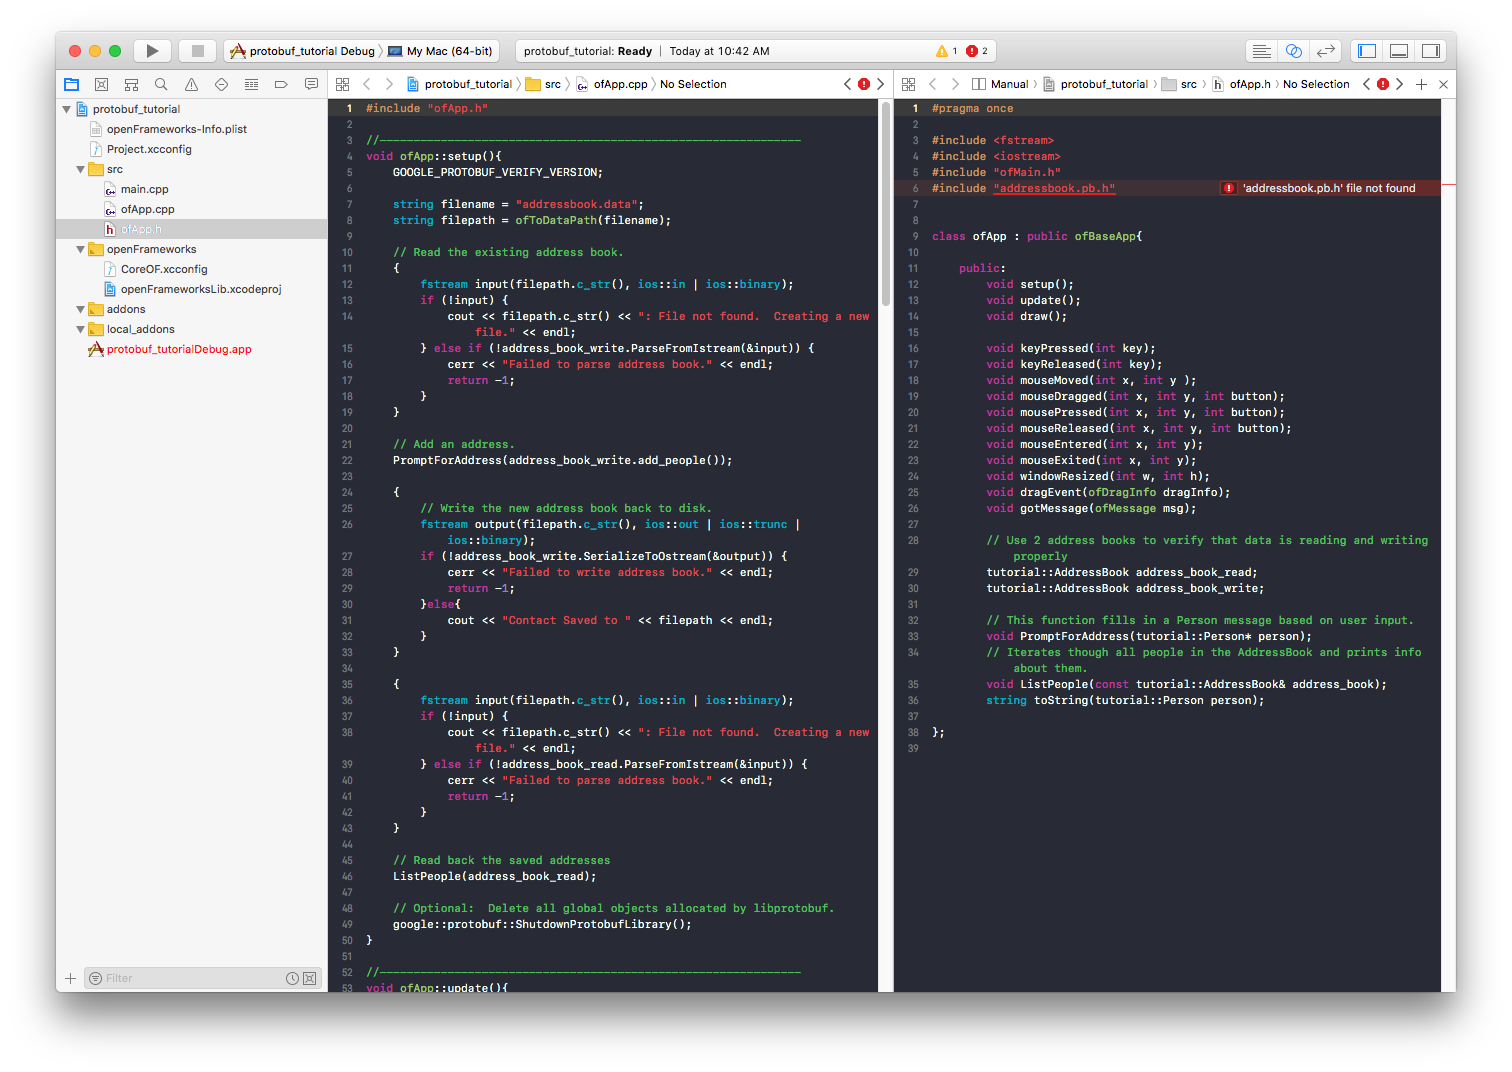 protobuf_tutorial Debug
My Mac (64-bit)
protobuf_tutorial: Ready | Today at 10:42 AM
1
2
protobuf_tutorial
src
ofApp.cpp
No Selection
Manual
protobuf_tutorial
src
ofApp.h
No Selection
protobuf_tutorial
openFrameworks-Info.plist
Project.xcconfig
src
main.cpp
ofApp.cpp
ofApp.h
openFrameworks
CoreOF.xcconfig
openFrameworksLib.xcodeproj
addons
local_addons
protobuf_tutorialDebug.app
Filter
1 #include "ofApp.h"
2
3 //--------------------------------------------------------------
4 void ofApp::setup(){
5 GOOGLE_PROTOBUF_VERIFY_VERSION;
6
7 string filename = "addressbook.data";
8 string filepath = ofToDataPath(filename);
9
10 // Read the existing address book.
11 {
12 fstream input(filepath.c_str(), ios::in | ios::binary);
13 if (!input) {
14 cout << filepath.c_str() << ": File not found.  Creating a new
file." << endl;
15 } else if (!address_book_write.ParseFromIstream(&input)) {
16 cerr << "Failed to parse address book." << endl;
17 return -1;
18 }
19 }
20
21 // Add an address.
22 PromptForAddress(address_book_write.add_people());
23
24 {
25 // Write the new address book back to disk.
26 fstream output(filepath.c_str(), ios::out | ios::trunc |
ios::binary);
27 if (!address_book_write.SerializeToOstream(&output)) {
28 cerr << "Failed to write address book." << endl;
29 return -1;
30 }else{
31 cout << "Contact Saved to " << filepath << endl;
32 }
33 }
34
35 {
36 fstream input(filepath.c_str(), ios::in | ios::binary);
37 if (!input) {
38 cout << filepath.c_str() << ": File not found.  Creating a new
file." << endl;
39 } else if (!address_book_read.ParseFromIstream(&input)) {
40 cerr << "Failed to parse address book." << endl;
41 return -1;
42 }
43 }
44
45 // Read back the saved addresses
46 ListPeople(address_book_read);
47
48 // Optional:  Delete all global objects allocated by libprotobuf.
49 google::protobuf::ShutdownProtobufLibrary();
50 }
51
52 //--------------------------------------------------------------
53 void ofApp::update(){
1 #pragma once
2
3 #include <fstream>
4 #include <iostream>
5 #include "ofMain.h"
6 #include "addressbook.pb.h" 'addressbook.pb.h' file not found
7
8
9 class ofApp : public ofBaseApp{
10
11 public:
12 void setup();
13 void update();
14 void draw();
15
16 void keyPressed(int key);
17 void keyReleased(int key);
18 void mouseMoved(int x, int y );
19 void mouseDragged(int x, int y, int button);
20 void mousePressed(int x, int y, int button);
21 void mouseReleased(int x, int y, int button);
22 void mouseEntered(int x, int y);
23 void mouseExited(int x, int y);
24 void windowResized(int w, int h);
25 void dragEvent(ofDragInfo dragInfo);
26 void gotMessage(ofMessage msg);
27
28 // Use 2 address books to verify that data is reading and writing
properly
29 tutorial::AddressBook address_book_read;
30 tutorial::AddressBook address_book_write;
31
32 // This function fills in a Person message based on user input.
33 void PromptForAddress(tutorial::Person* person);
34 // Iterates though all people in the AddressBook and prints info
about them.
35 void ListPeople(const tutorial::AddressBook& address_book);
36 string toString(tutorial::Person person);
37
38 };
39